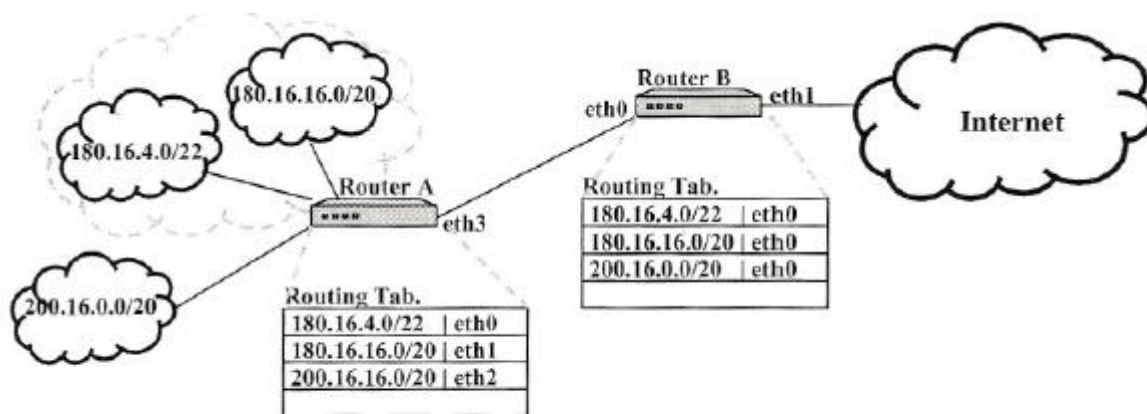 180.16.16.0/20
180.16.4.0/22
200.16.0.0/20
Router A
eth3
Router B
eth0
eth1
Internet
Routing Tab.
180.16.4.0/22 | eth0
180.16.16.0/20 | eth1
200.16.16.0/20 | eth2
Routing Tab.
180.16.4.0/22 | eth0
180.16.16.0/20 | eth0
200.16.0.0/20 | eth0